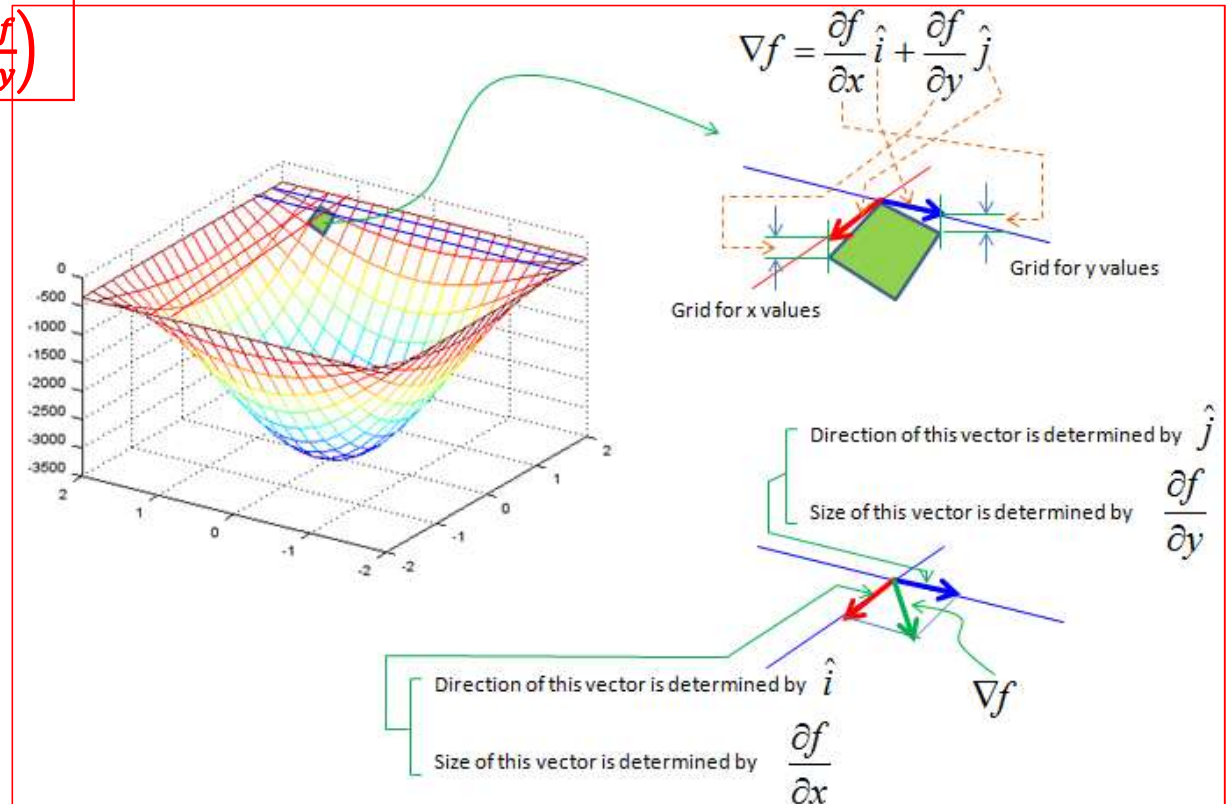 f
y)
∇f = ∂f/∂x î + ∂f/∂y ĵ
Grid for y values
Grid for x values
0
-500
-1000
-1500
-2000
-2500
-3000
-3500
2
1
0
-1
-2
-2
-1
0
1
2
Direction of this vector is determined by ĵ
Size of this vector is determined by ∂f/∂y
Direction of this vector is determined by î
∇f
Size of this vector is determined by ∂f/∂x